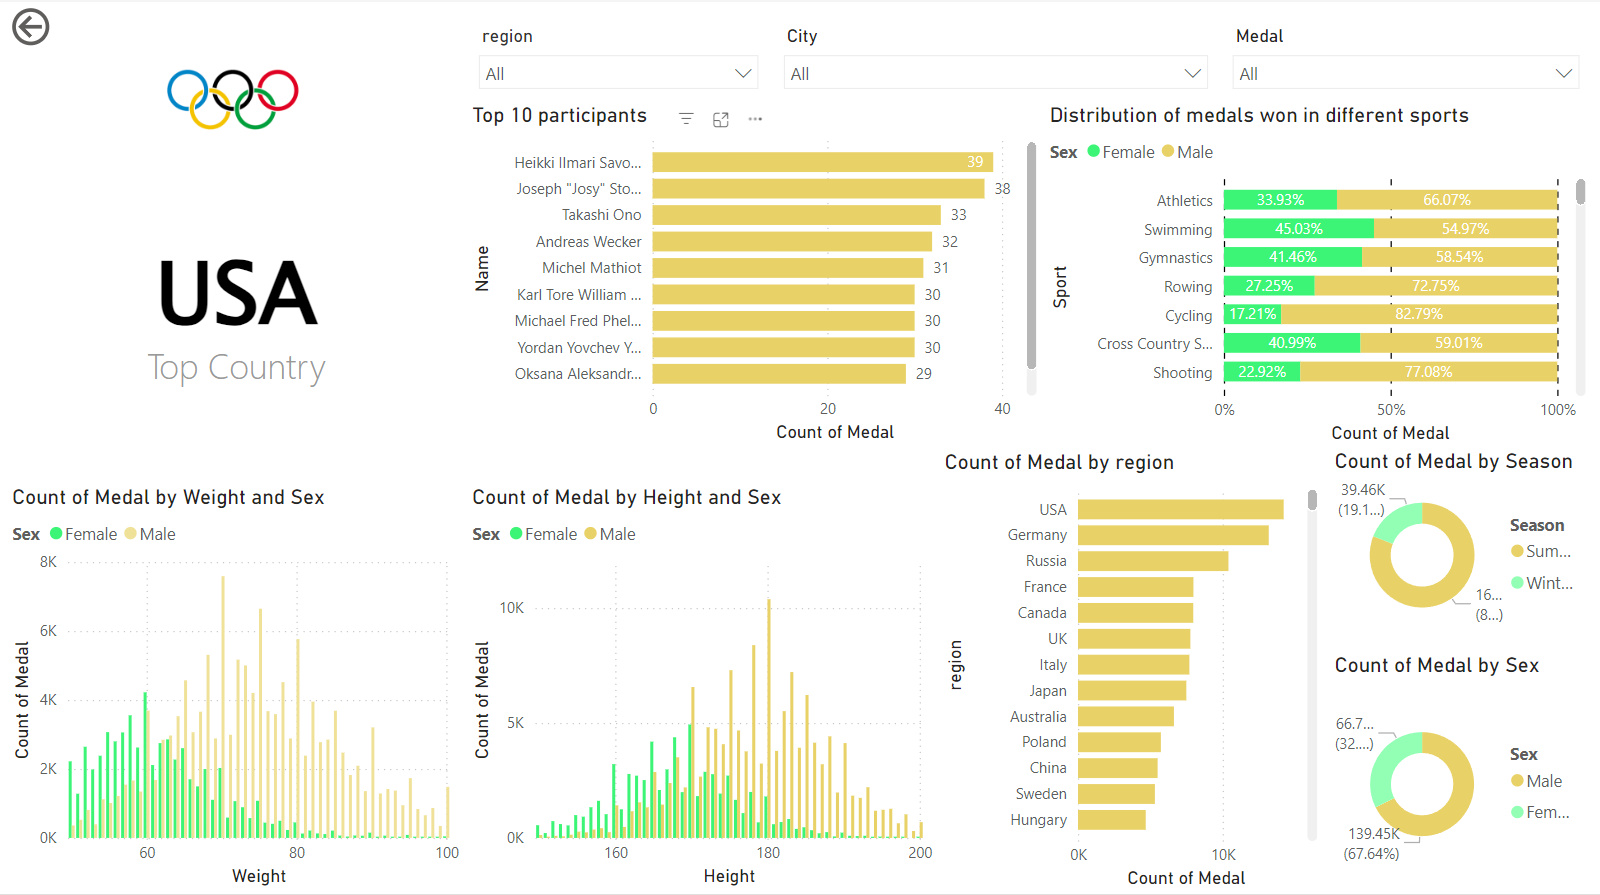 region
All
City
All
Medal
All
USA
Top Country
Top 10 participants
Name
Heikki Ilmari Savo... 39
Joseph "Josy" Sto... 38
Takashi Ono 33
Andreas Wecker 32
Michel Mathiot 31
Karl Tore William ... 30
Michael Fred Phel... 30
Yordan Yovchev Y... 30
Oksana Aleksandr... 29
0 20 40
Count of Medal
Distribution of medals won in different sports
Sex Female Male
Sport
Athletics 33.93% 66.07%
Swimming 45.03% 54.97%
Gymnastics 41.46% 58.54%
Rowing 27.25% 72.75%
Cycling 17.21% 82.79%
Cross Country S... 40.99% 59.01%
Shooting 22.92% 77.08%
0% 50% 100%
Count of Medal
Count of Medal by Weight and Sex
Sex Female Male
Count of Medal
8K
6K
4K
2K
0K
60 80 100
Weight
Count of Medal by Height and Sex
Sex Female Male
Count of Medal
10K
5K
0K
160 180 200
Height
Count of Medal by region
region
USA
Germany
Russia
France
Canada
UK
Italy
Japan
Australia
Poland
China
Sweden
Hungary
0K 10K
Count of Medal
Count of Medal by Season
39.46K
(19.1...)
16...
(8...)
Season
Sum...
Wint...
Count of Medal by Sex
66.7...
(32....)
139.45K
(67.64%)
Sex
Male
Fem...